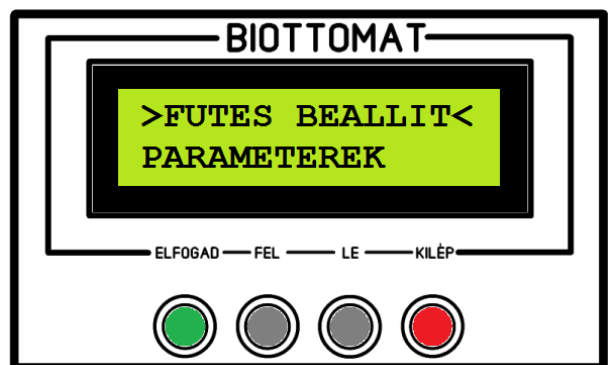 BIOTTOMAT
>FUTES BEALLIT<
PARAMETEREK
ELFOGAD FEL LE KILÉP